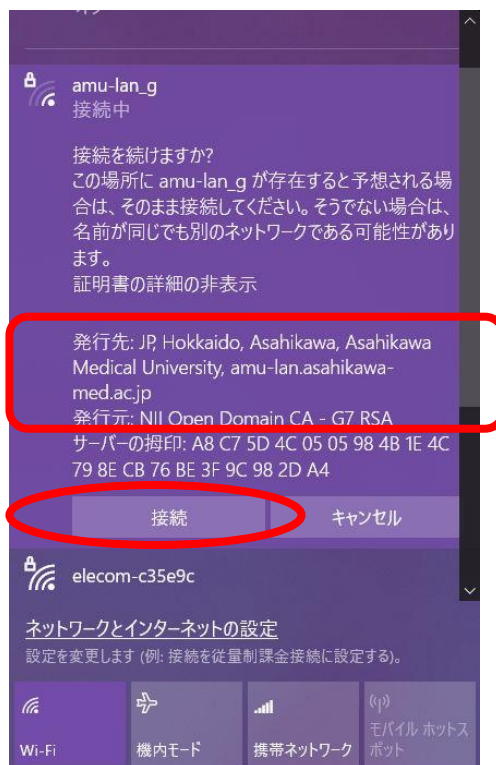 amu-lan_g
接続中
接続を続けますか?
この場所に amu-lan_g が存在すると予想される場
合は、そのまま接続してください。そうでない場合は、
名前が同じでも別のネットワークである可能性があり
ます。
証明書の詳細の非表示
発行先: JP, Hokkaido, Asahikawa, Asahikawa
Medical University, amu-lan.asahikawa-
med.ac.jp
発行元: NII Open Domain CA - G7 RSA
サーバーの拇印: A8 C7 5D 4C 05 05 98 4B 1E 4C
79 8E CB 76 BE 3F 9C 98 2D A4
接続 キャンセル
elecom-c35e9c
ネットワークとインターネットの設定
設定を変更します (例: 接続を従量制課金接続に設定する)。
Wi-Fi 機内モード 携帯ネットワーク モバイル ホットス
ポット